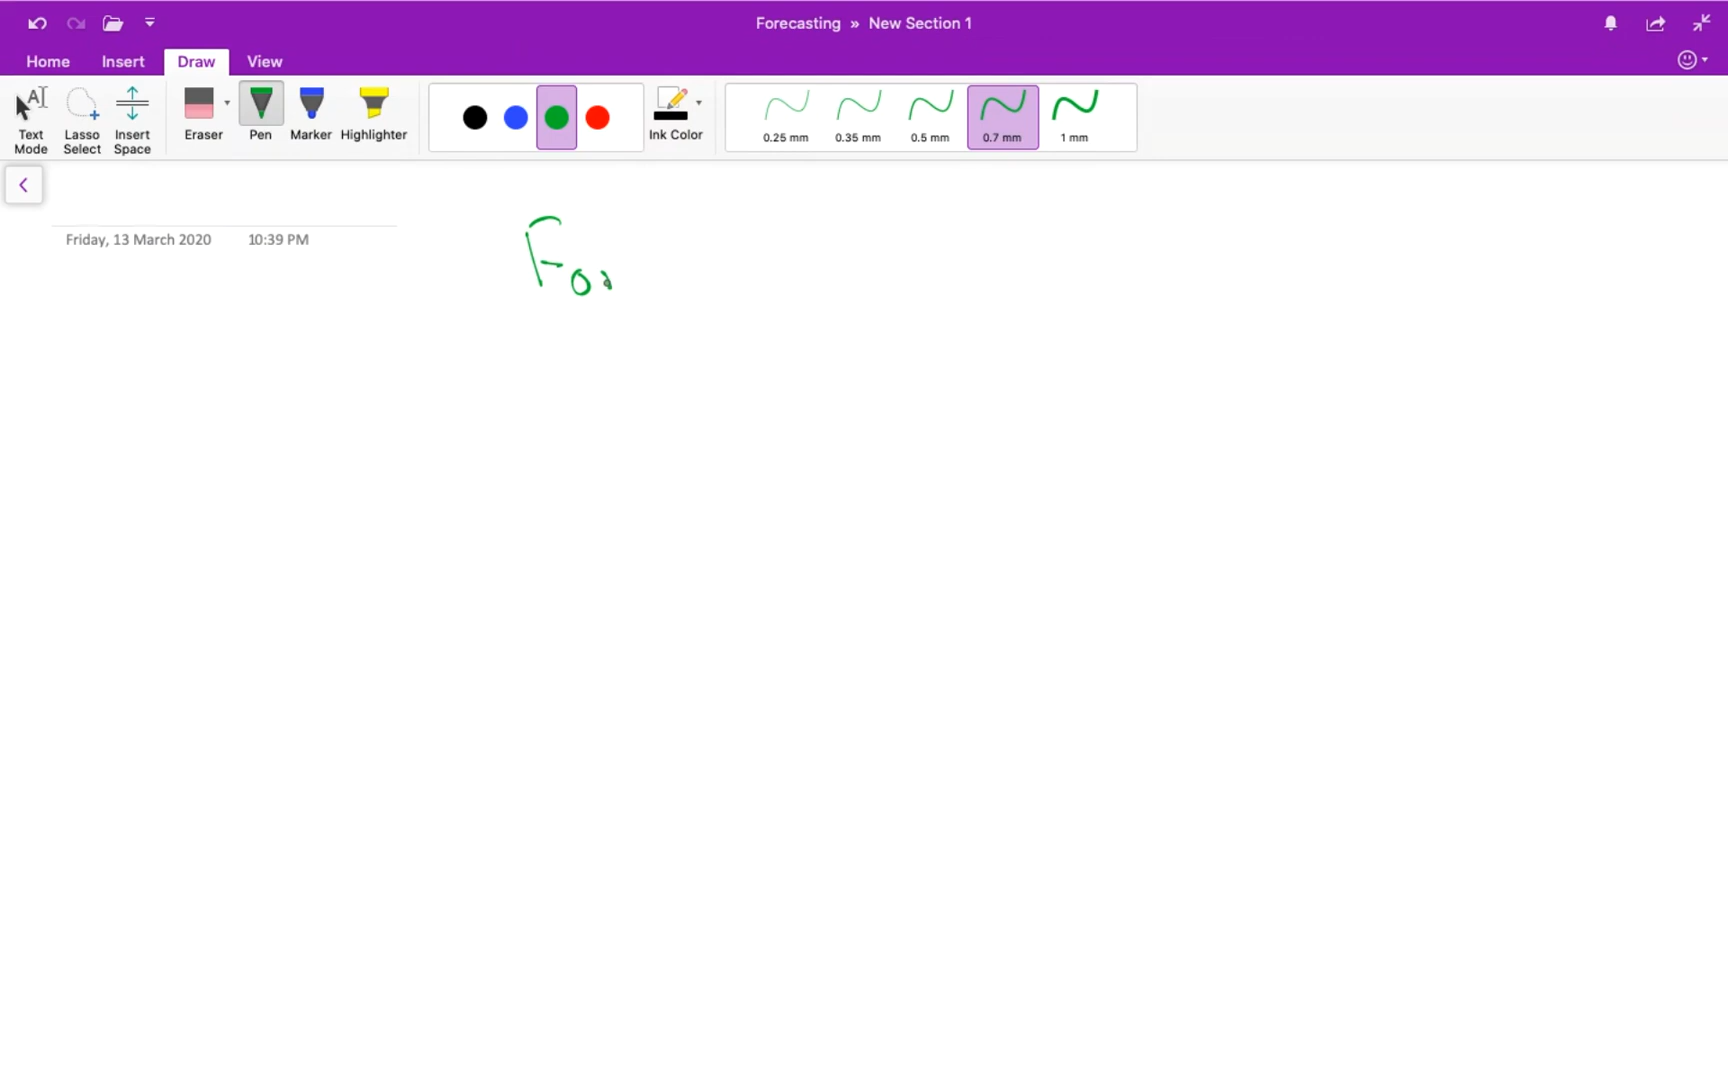 Forecasting » New Section 1
Home Insert Draw View
Text Mode
Lasso Select
Insert Space
Eraser
Pen
Marker
Highlighter
Ink Color
0.25 mm
0.35 mm
0.5 mm
0.7 mm
1 mm
Friday, 13 March 2020 10:39 PM